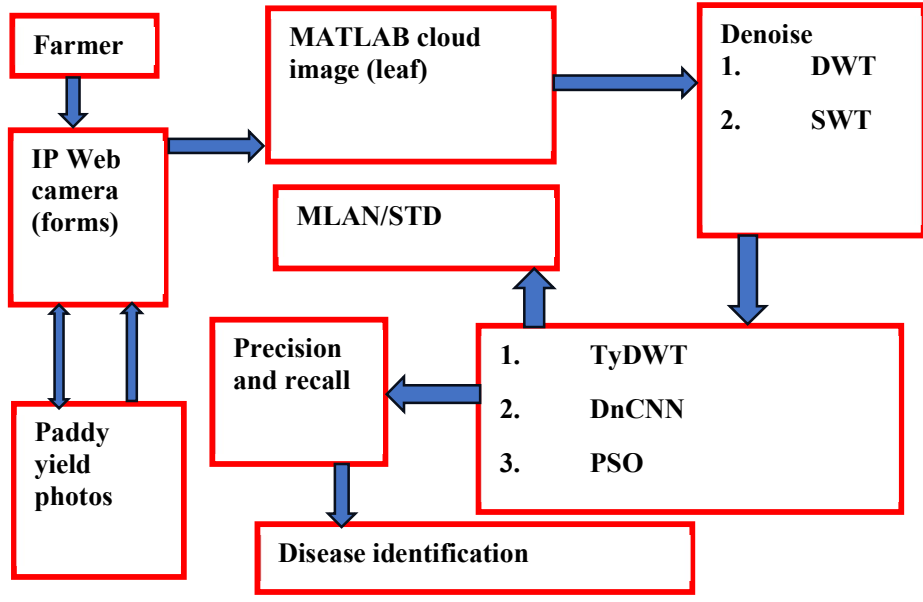 Farmer
IP Web
camera
(forms)
Paddy
yield
photos
MATLAB cloud
image (leaf)
Denoise
1. DWT
2. SWT
MLAN/STD
1. TyDWT
2. DnCNN
3. PSO
Precision
and recall
Disease identification